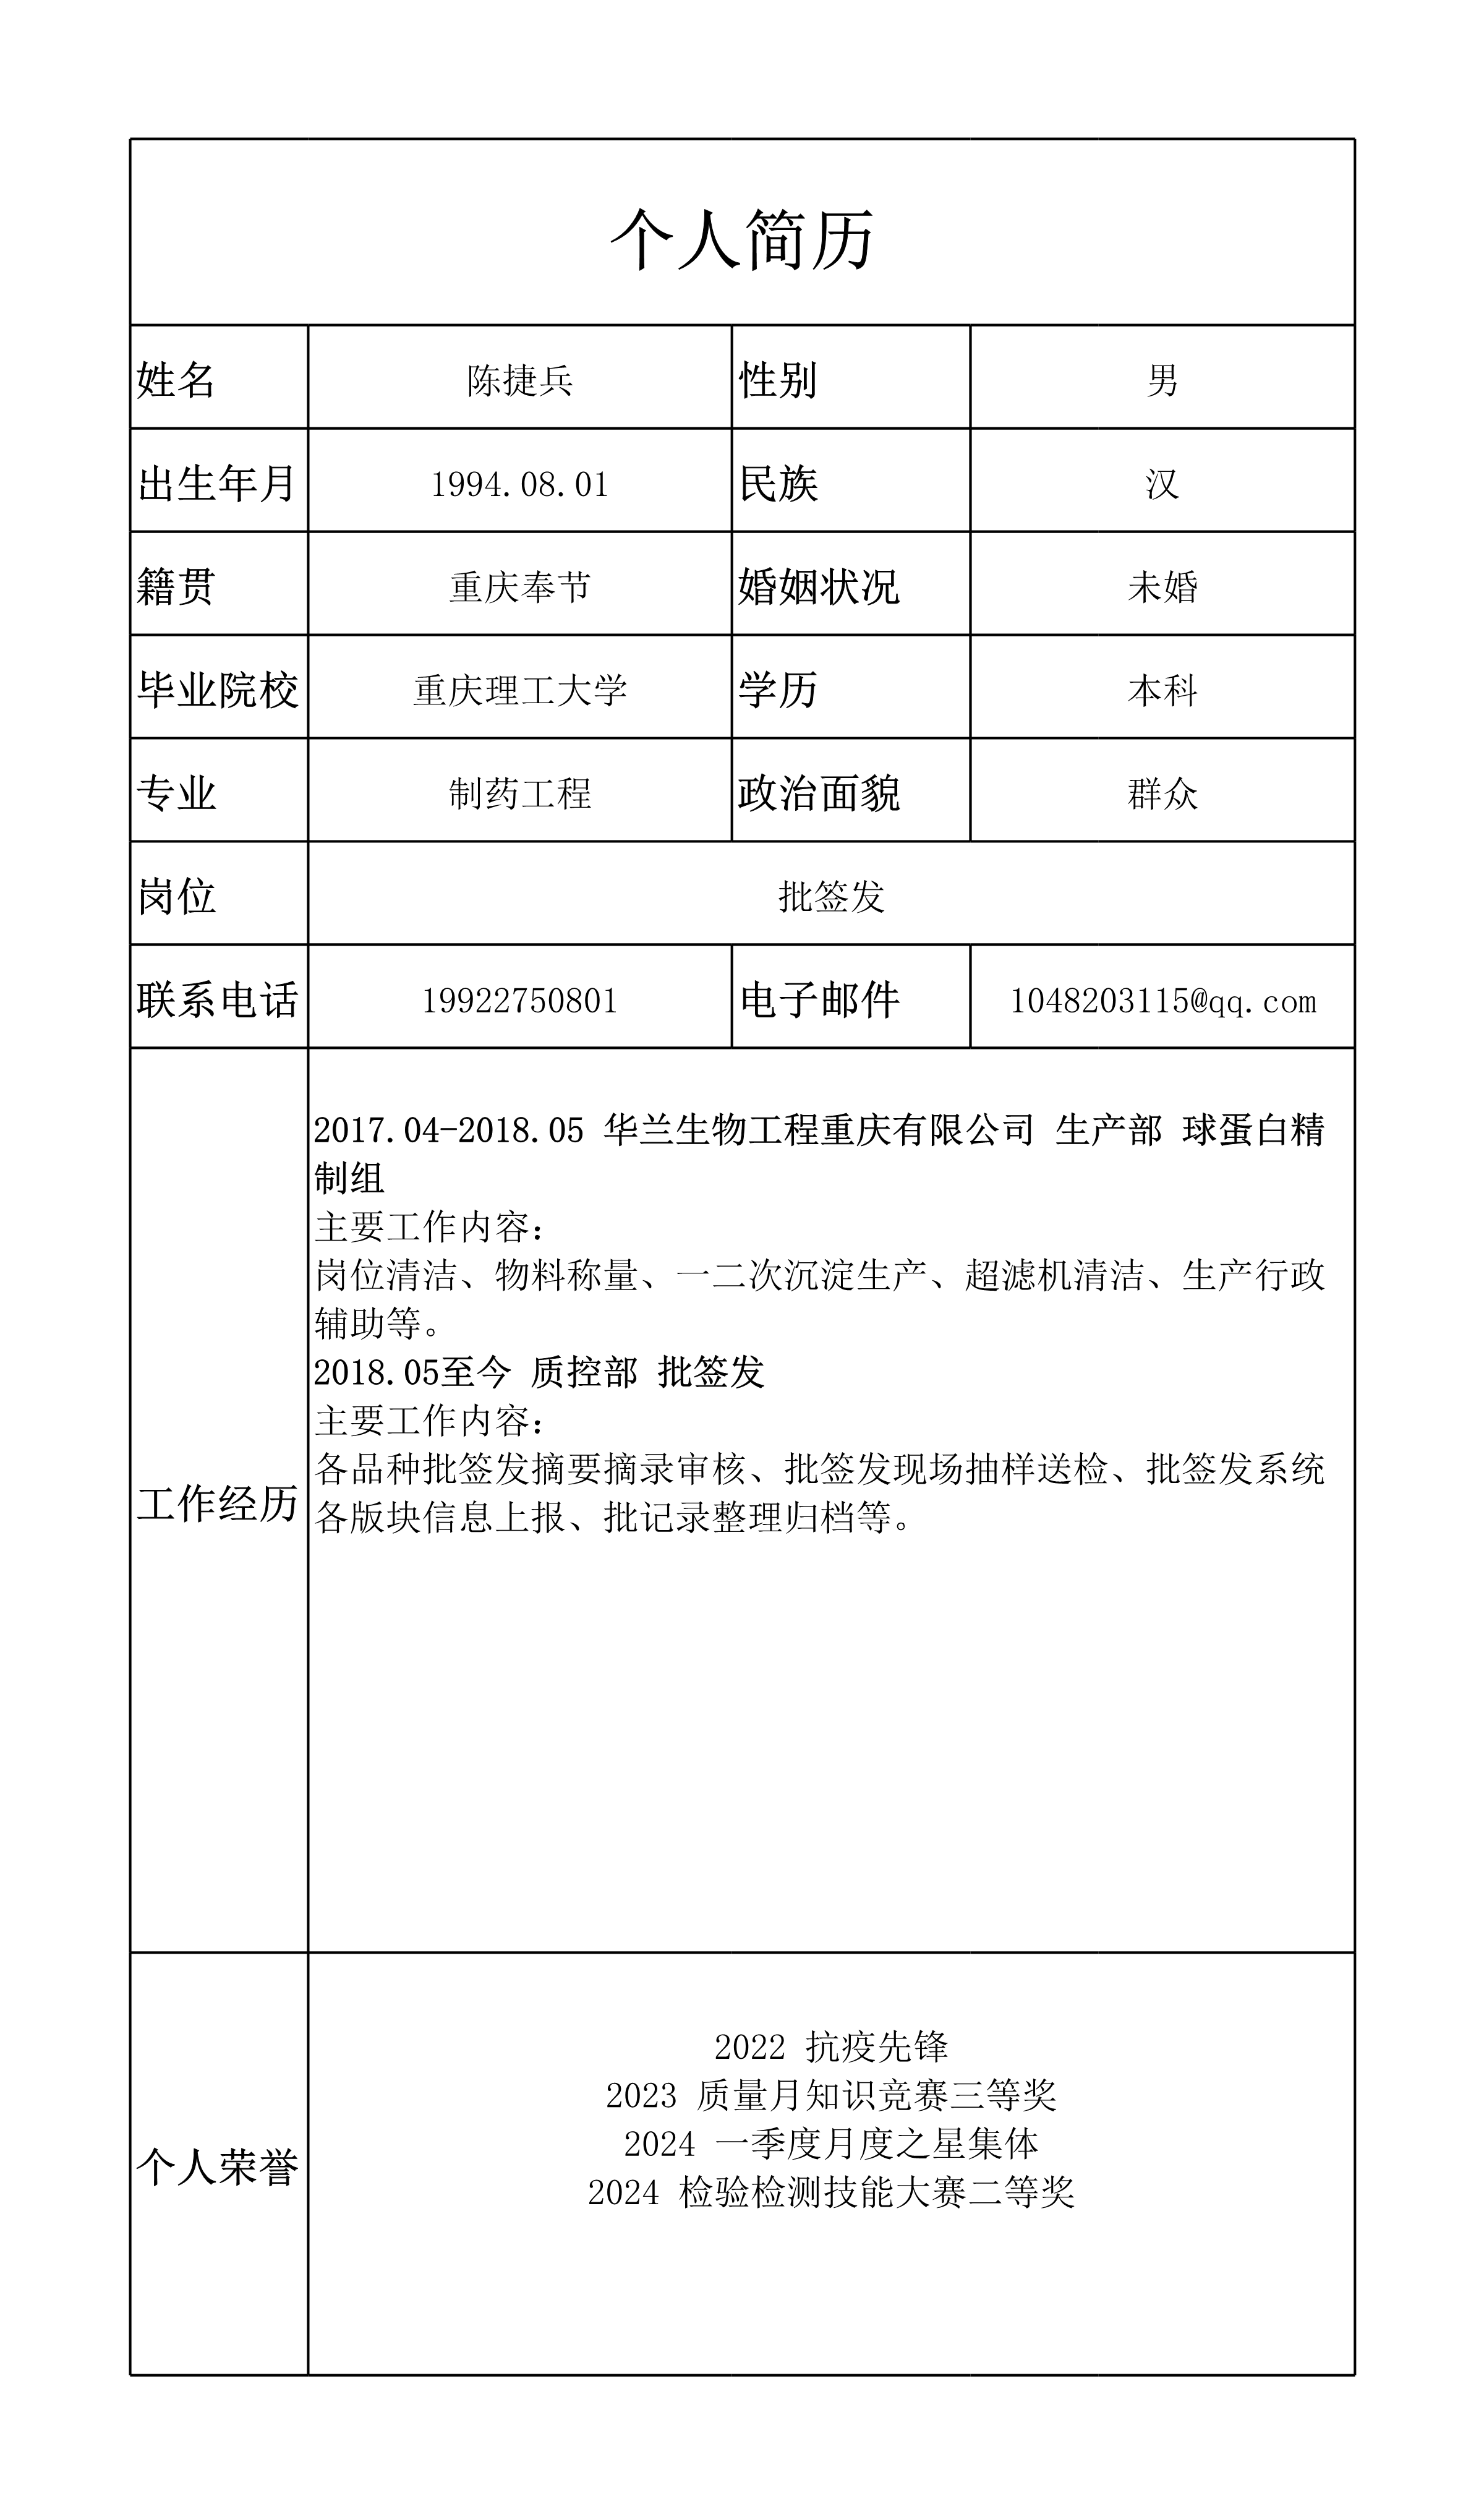 个人简历
姓名 陈捷兵 性别 男
出生年月 1994.08.01 民族 汉
籍贯 重庆奉节 婚姻状况 未婚
毕业院校 重庆理工大学 学历 本科
专业 制药工程 政治面貌 群众
岗位 批签发
联系电话 19922750801 电子邮件 1048203115@qq.com
2017.04-2018.05 华兰生物工程重庆有限公司 生产部 球蛋白精
制组
主要工作内容：
岗位清洁、物料称量、一二次沉淀生产、超滤机清洁、生产行政
辅助等。
2018.05至今 质控部 批签发
主要工作内容：
各品种批签发摘要摘录审核、批签发现场抽样送检、批签发系统
工作经历
各版块信息上报、批记录整理归档等。
2022 抗疫先锋
2023 质量月知识竞赛三等奖
2024 一季度月度之星集体
个人荣誉
2024 检验检测技能大赛二等奖